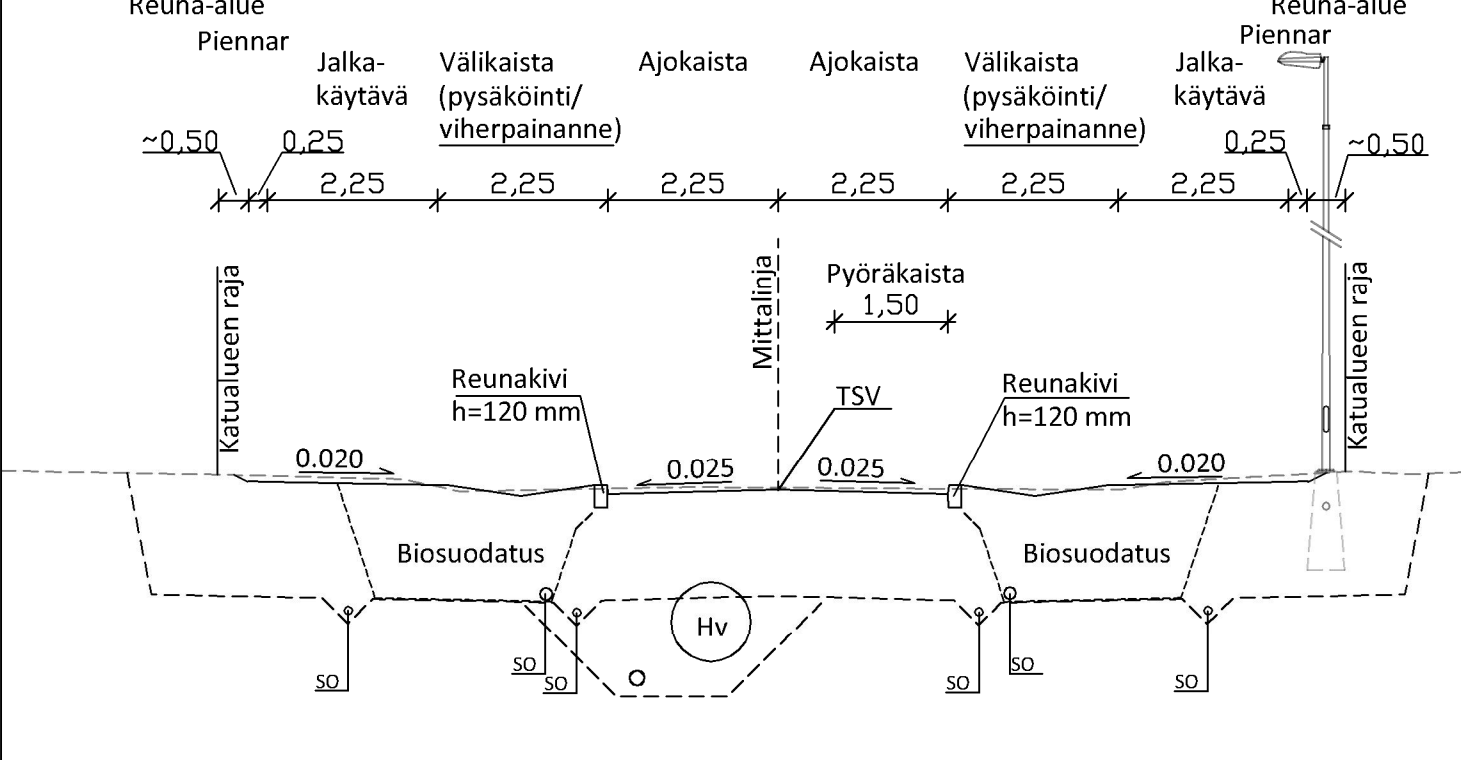 Reuna-alue
Reuna-alue
Piennar
Piennar
Jalka-
käytävä
Välikaista
(pysäköinti/
viherpainanne)
Ajokaista
Ajokaista
Välikaista
(pysäköinti/
viherpainanne)
Jalka-
käytävä
~0,50
0,25
0,25
~0,50
2,25
2,25
2,25
2,25
2,25
2,25
Katualueen raja
Mittalinja
Pyöräkaista
1,50
Katualueen raja
Reunakivi
h=120 mm
TSV
Reunakivi
h=120 mm
0.020
0.025
0.025
0.020
Biosuodatus
Biosuodatus
Hv
SO
SO
SO
SO
SO
SO